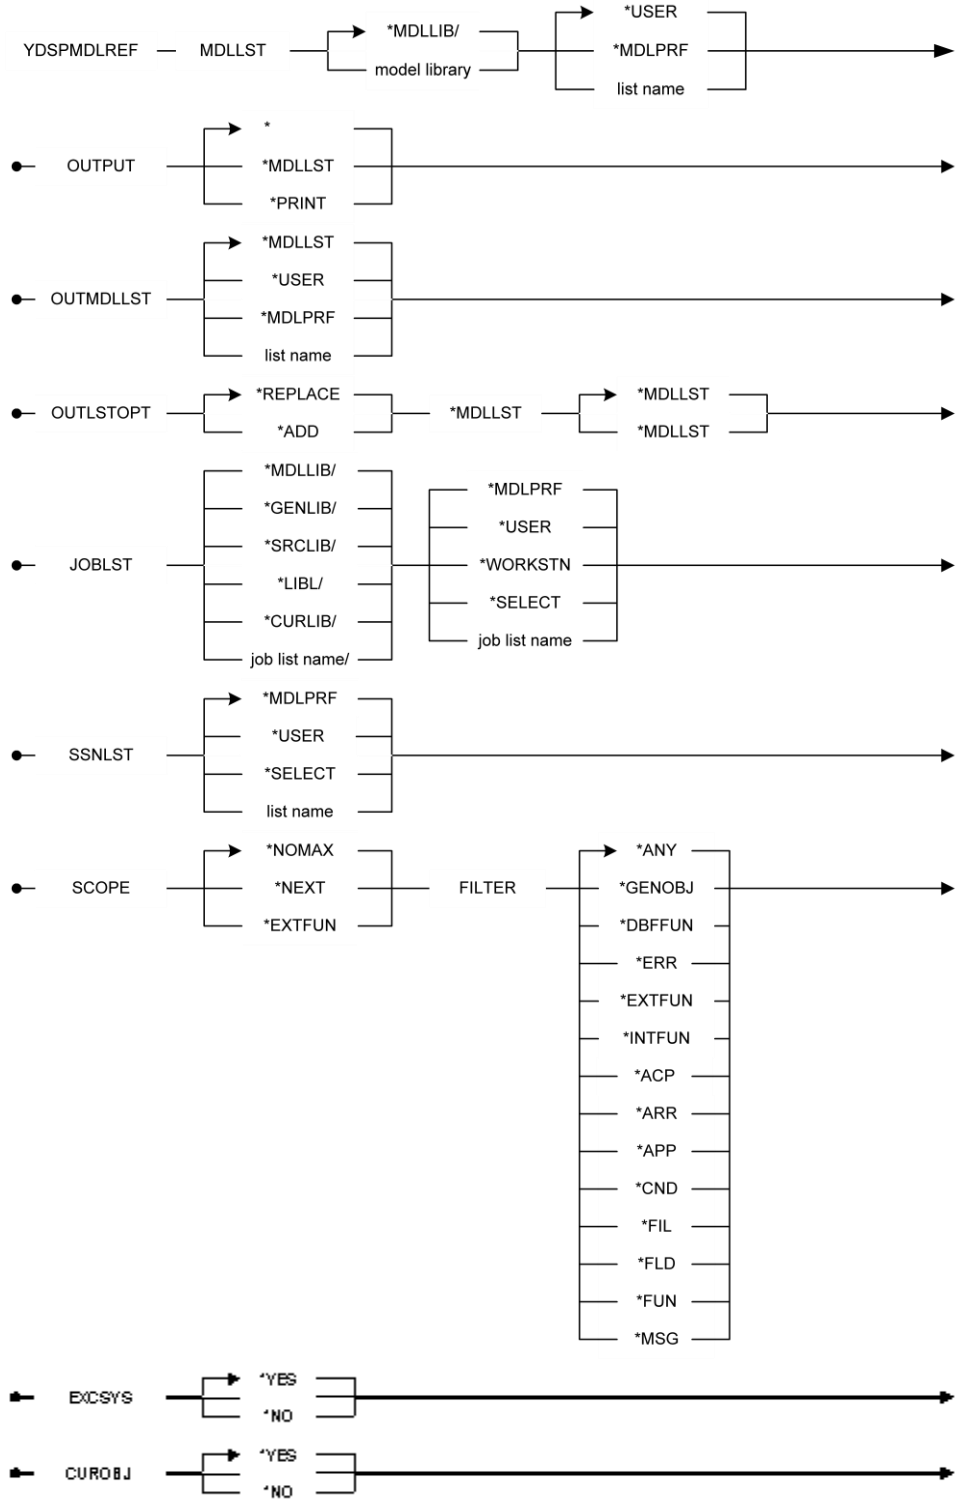 *USER
*MDLLIB/
YDSPMDLREF MDLLST *MDLPRF
model library
list name
*
OUTPUT *MDLLST
*PRINT
*MDLLST
*USER
OUTMDLLST
*MDLPRF
list name
*REPLACE *MDLLST
OUTLSTOPT *MDLLST
*ADD *MDLLST
*MDLLIB/
*MDLPRF
*GENLIB/
*USER
*SRCLIB/
JOBLST *WORKSTN
*LIBL/
*SELECT
*CURLIB/
job list name
job list name/
*MDLPRF
*USER
SSNLST
*SELECT
list name
*NOMAX *ANY
SCOPE *NEXT FILTER *GENOBJ
*EXTFUN *DBFFUN
*ERR
*EXTFUN
*INTFUN
*ACP
*ARR
*APP
*CND
*FIL
*FLD
*FUN
*MSG
*YES
EXCSYS
*NO
*YES
CUROBJ
*NO